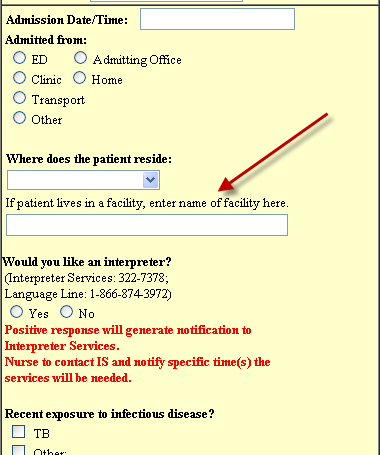 Admission Date/Time:
Admitted from:
ED Admitting Office
Clinic Home
Transport
Other
Where does the patient reside:
If patient lives in a facility, enter name of facility here.
Would you like an interpreter?
(Interpreter Services: 322-7378;
Language Line: 1-866-874-3972)
Yes No
Positive response will generate notification to
Interpreter Services.
Nurse to contact IS and notify specific time(s) the
services will be needed.
Recent exposure to infectious disease?
TB
Other: